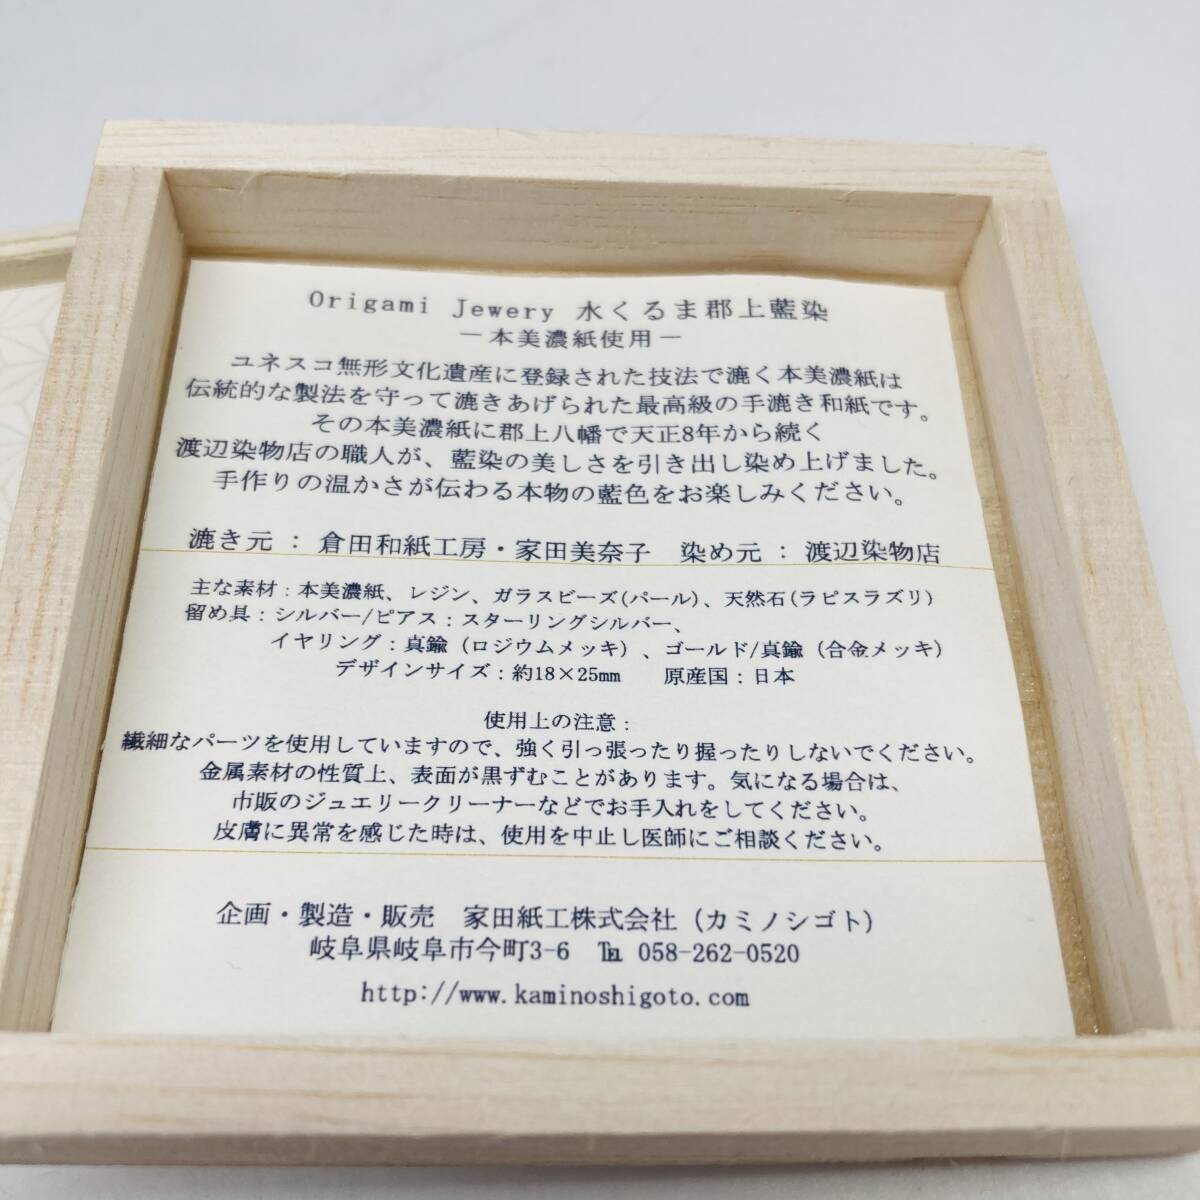 Origami Jewery 水くるま郡上藍染
－本美濃紙使用－
ユネスコ無形文化遺産に登録された技法で漉く本美濃紙は
伝統的な製法を守って漉きあげられた最高級の手漉き和紙です。
その本美濃紙に郡上八幡で天正8年から続く
渡辺染物店の職人が、藍染の美しさを引き出し染め上げました。
手作りの温かさが伝わる本物の藍色をお楽しみください。
漉き元：倉田和紙工房・家田美奈子　染め元：渡辺染物店
主な素材：本美濃紙、レジン、ガラスビーズ(パール)、天然石(ラピスラズリ)
留め具：シルバー/ピアス：スターリングシルバー、
イヤリング：真鍮（ロジウムメッキ）、ゴールド/真鍮（合金メッキ）
デザインサイズ：約18×25mm　原産国：日本
使用上の注意：
繊細なパーツを使用していますので、強く引っ張ったり握ったりしないでください。
金属素材の性質上、表面が黒ずむことがあります。気になる場合は、
市販のジュエリークリーナーなどでお手入れをしてください。
皮膚に異常を感じた時は、使用を中止し医師にご相談ください。
企画・製造・販売　家田紙工株式会社（カミノシゴト）
岐阜県岐阜市今町3-6　℡ 058-262-0520
http://www.kaminoshigoto.com